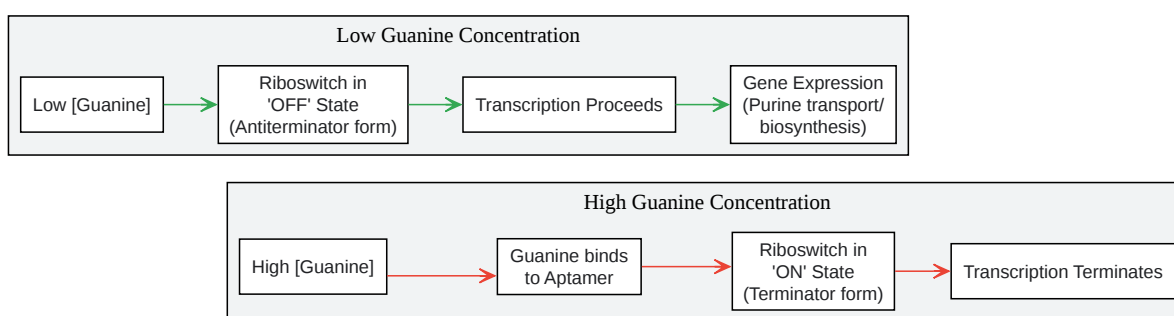 Low Guanine Concentration
Low [Guanine]
Riboswitch in
'OFF' State
(Antiterminator form)
Transcription Proceeds
Gene Expression
(Purine transport/
biosynthesis)
High Guanine Concentration
High [Guanine]
Guanine binds
to Aptamer
Riboswitch in
'ON' State
(Terminator form)
Transcription Terminates